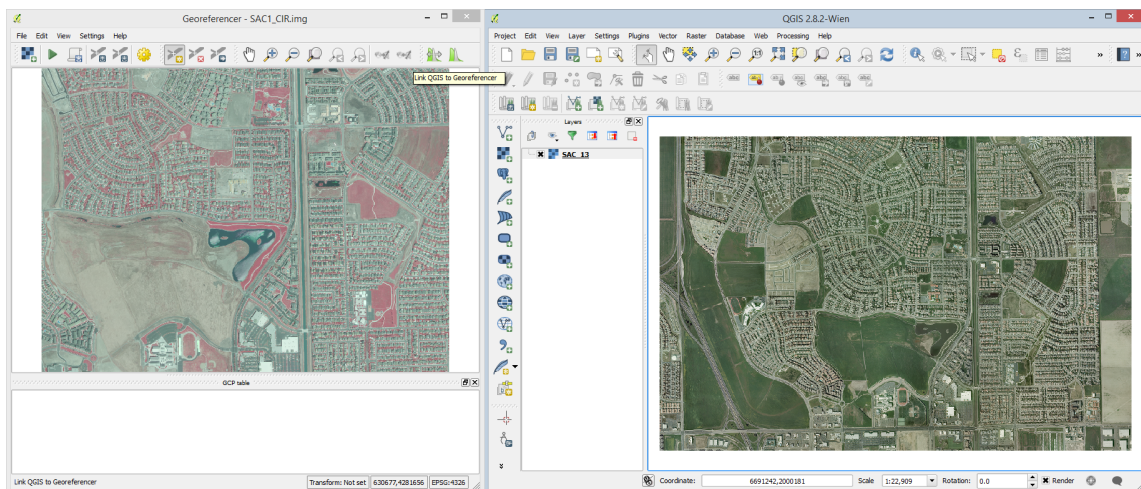 Georeferencer - SAC1_CIR.img
File Edit View Settings Help
Link QGIS to Georeferencer
GCP table
Link QGIS to Georeferencer
Transform: Not set
630677,4281656
EPSG:4326
QGIS 2.8.2-Wien
Project Edit View Layer Settings Plugins Vector Raster Database Web Processing Help
Layers
SAC_13
Coordinate:
6691242,2000181
Scale
1:22,909
Rotation:
0.0
Render